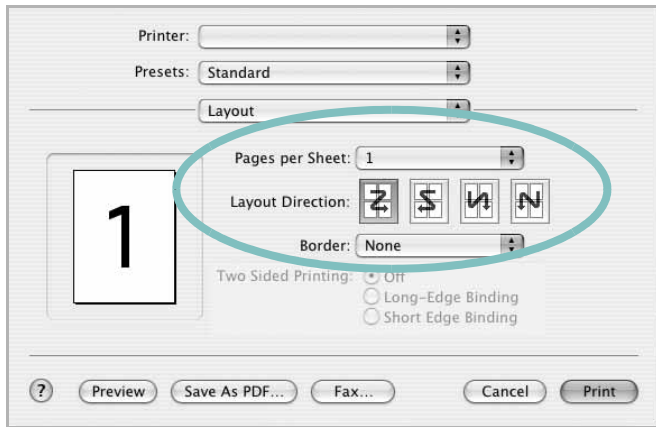 Printer:
Presets: Standard
Layout
Pages per Sheet: 1
Layout Direction:
Border: None
1
Two Sided Printing: Off
Long-Edge Binding
Short Edge Binding
? Preview Save As PDF... Fax... Cancel Print